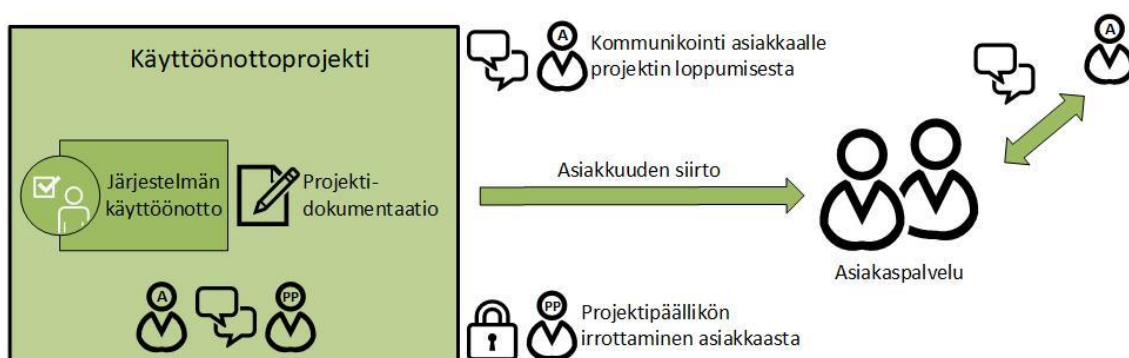 Käyttöönottoprojekti
Järjestelmän
käyttöönotto
Projekti-
dokumentaatio
A
PP
A
Kommunikointi asiakkaalle
projektin loppumisesta
Asiakkuuden siirto
PP
Projektipäällikön
irrottaminen asiakkaasta
Asiakaspalvelu
A